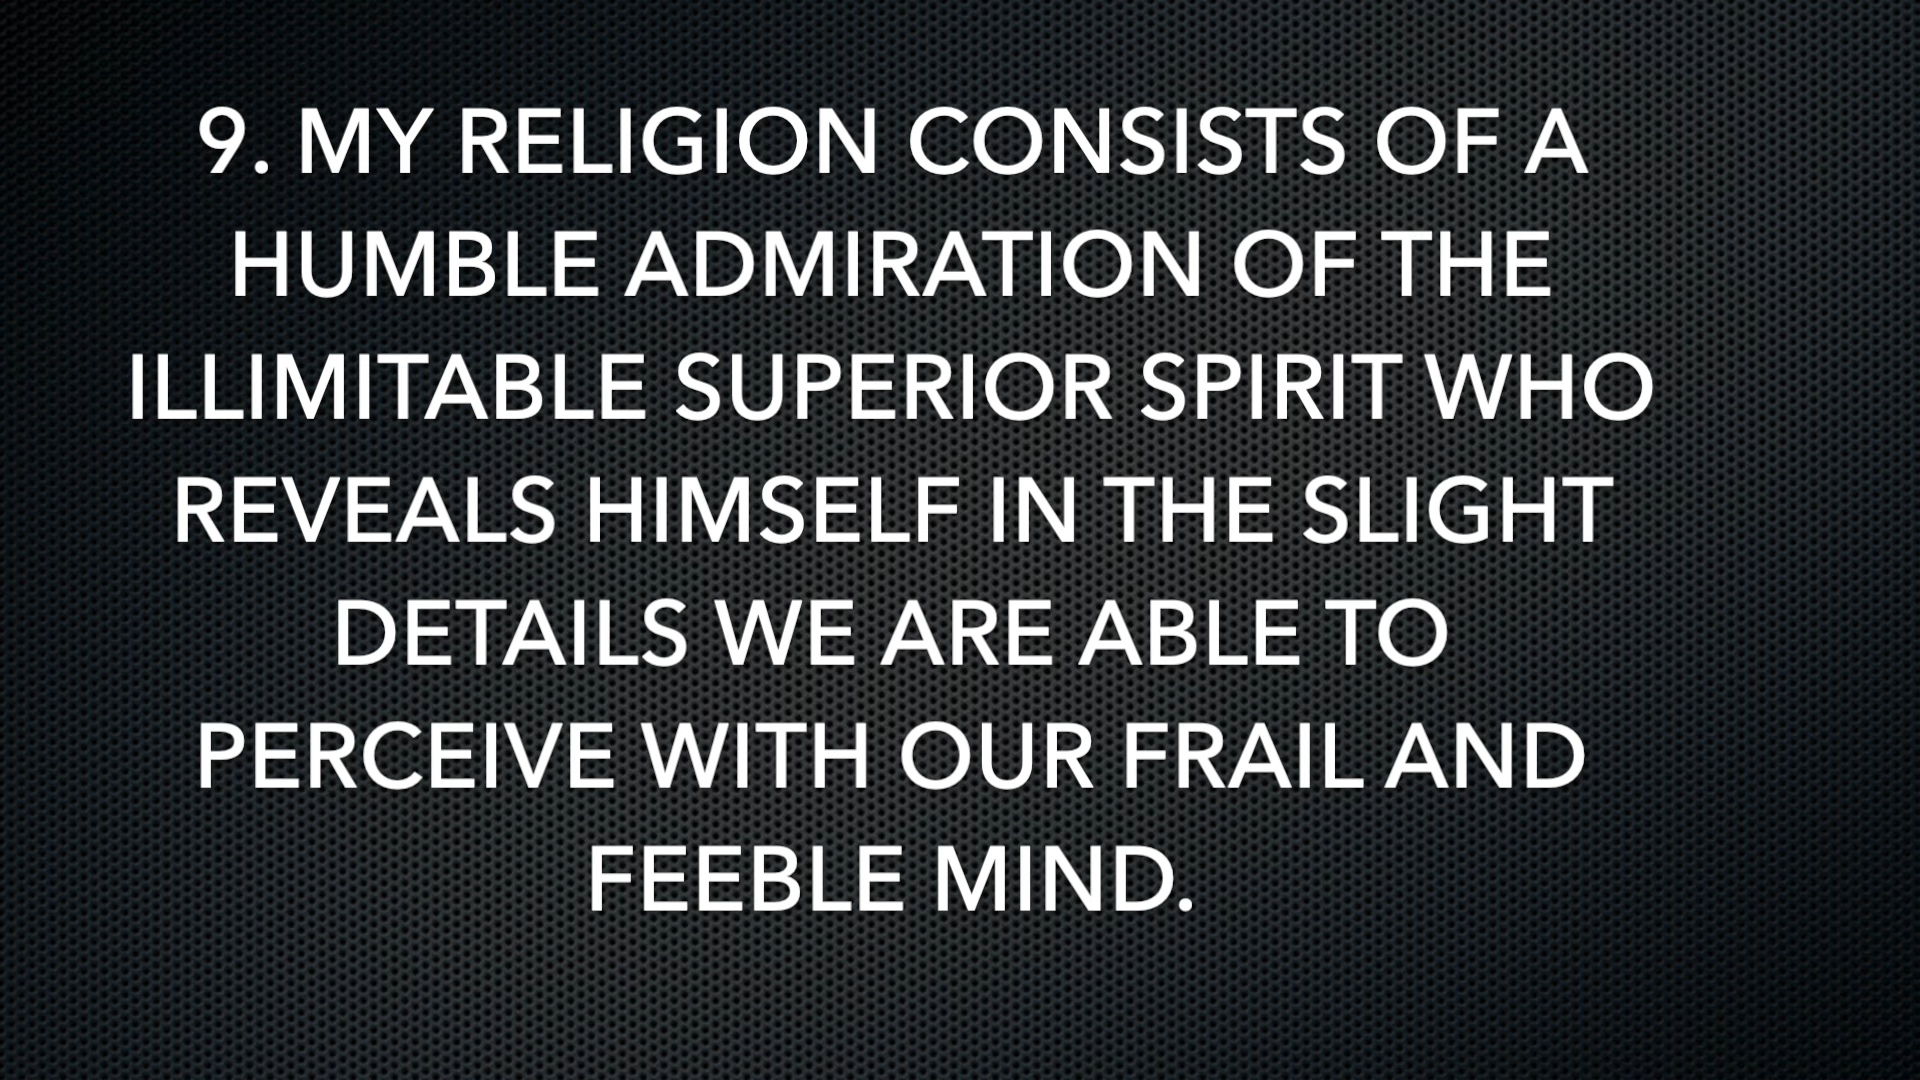 9. MY RELIGION CONSISTS OF A
HUMBLE ADMIRATION OF THE
ILLIMITABLE SUPERIOR SPIRIT WHO
REVEALS HIMSELF IN THE SLIGHT
DETAILS WE ARE ABLE TO
PERCEIVE WITH OUR FRAIL AND
FEEBLE MIND.